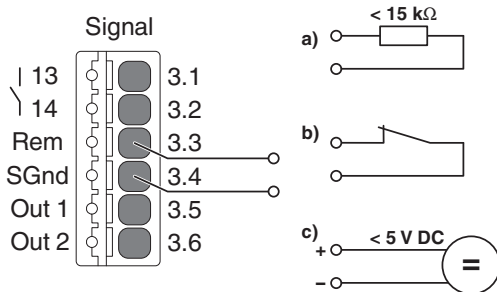 Signal
13 3.1
14 3.2
Rem 3.3
SGnd 3.4
Out 1 3.5
Out 2 3.6
a) < 15 kΩ
b)
c) < 5 V DC
+
–
=